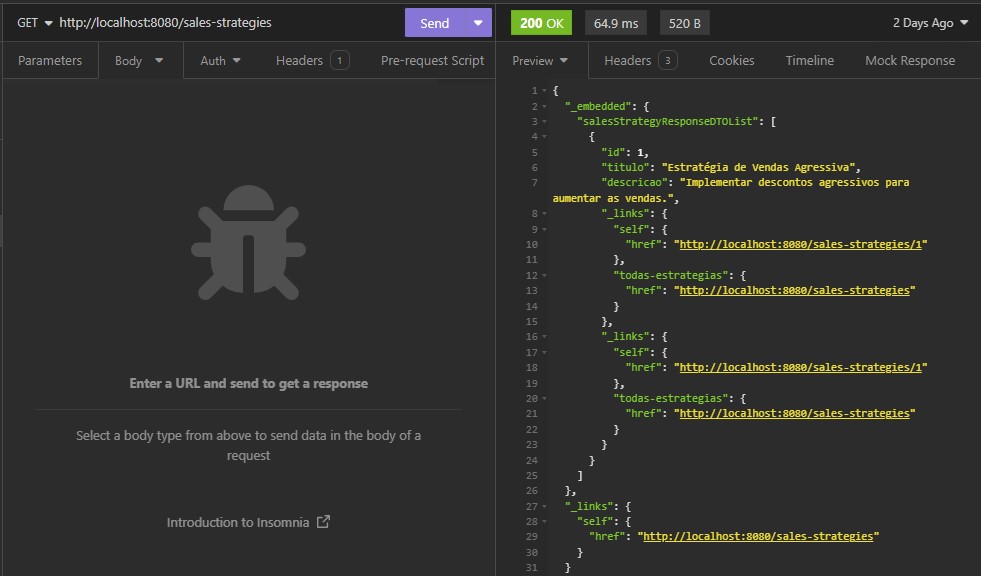 GET http://localhost:8080/sales-strategies Send
200 OK 64.9 ms 520 B 2 Days Ago
Parameters Body Auth Headers 1 Pre-request Script
Preview Headers 3 Cookies Timeline Mock Response
Enter a URL and send to get a response
Select a body type from above to send data in the body of a
request
Introduction to Insomnia
1 {
2 "_embedded": {
3 "salesStrategyResponseDTOList": [
4 {
5 "id": 1,
6 "titulo": "Estratégia de Vendas Agressiva",
7 "descricao": "Implementar descontos agressivos para
aumentar as vendas.",
8 "_links": {
9 "self": {
10 "href": "http://localhost:8080/sales-strategies/1"
11 },
12 "todas-estrategias": {
13 "href": "http://localhost:8080/sales-strategies"
14 }
15 },
16 "_links": {
17 "self": {
18 "href": "http://localhost:8080/sales-strategies/1"
19 },
20 "todas-estrategias": {
21 "href": "http://localhost:8080/sales-strategies"
22 }
23 }
24 }
25 ]
26 },
27 "_links": {
28 "self": {
29 "href": "http://localhost:8080/sales-strategies"
30 }
31 }